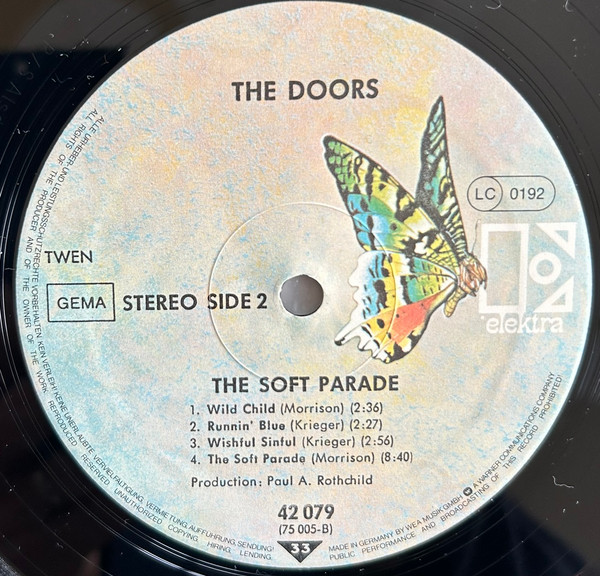 THE DOORS
LC 0192
TWEN
GEMA STEREO SIDE 2
elektra
THE SOFT PARADE
1. Wild Child (Morrison) (2:36)
2. Runnin' Blue (Krieger) (2:27)
3. Wishful Sinful (Krieger) (2:56)
4. The Soft Parade (Morrison) (8:40)
Production: Paul A. Rothchild
42 079
(75 005-B)
33
ALLE URHEBER- UND LEISTUNGSSCHUTZRECHTE VORBEHALTEN. KEIN VERLEIH! KEINE UNERLAUBTE VERVIELFÄLTIGUNG, VERMIETUNG, AUFFÜHRUNG, SENDUNG!
ALL RIGHTS OF THE PRODUCER AND OF THE OWNER OF THE WORK REPRODUCED RESERVED. UNAUTHORIZED COPYING, HIRING, LENDING,
MADE IN GERMANY BY WEA MUSIK GMBH A WARNER COMMUNICATIONS COMPANY
PUBLIC PERFORMANCE AND BROADCASTING OF THIS RECORD PROHIBITED!